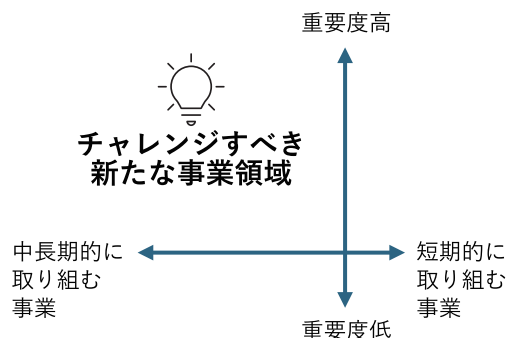 重要度高
チャレンジすべき
新たな事業領域
中長期的に
取り組む
事業
短期的に
取り組む
事業
重要度低